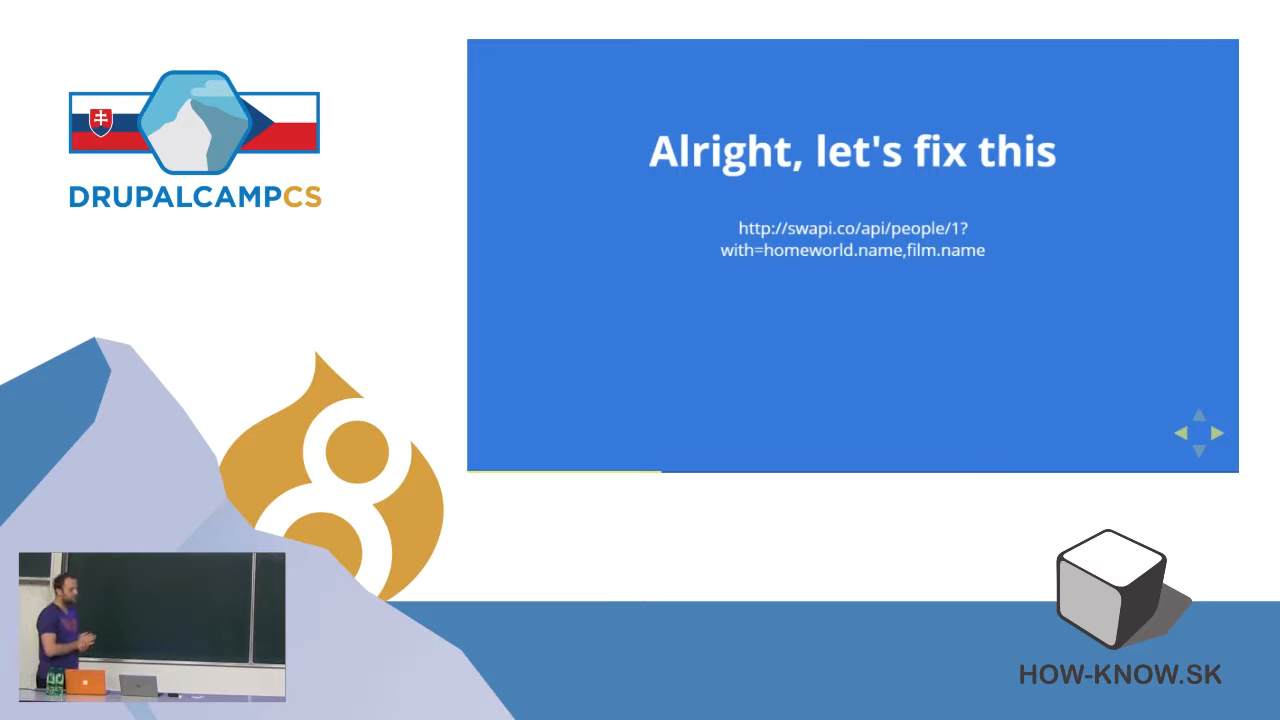 DRUPALCAMPCS
Alright, let's fix this
http://swapi.co/api/people/1?
with=homeworld.name,film.name
8
HOW-KNOW.SK